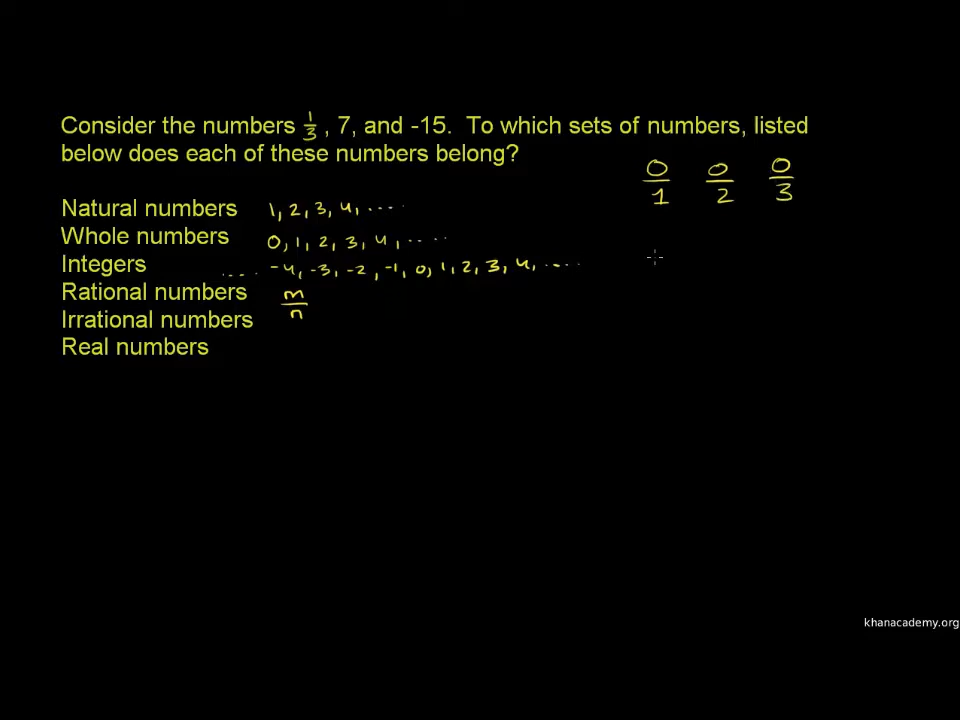 Consider the numbers 1/3, 7, and -15. To which sets of numbers, listed
below does each of these numbers belong?
0/1 0/2 0/3
Natural numbers 1, 2, 3, 4, ....
Whole numbers 0, 1, 2, 3, 4, ....
Integers .... -4, -3, -2, -1, 0, 1, 2, 3, 4, ....
Rational numbers m/n
Irrational numbers
Real numbers
khanacademy.org